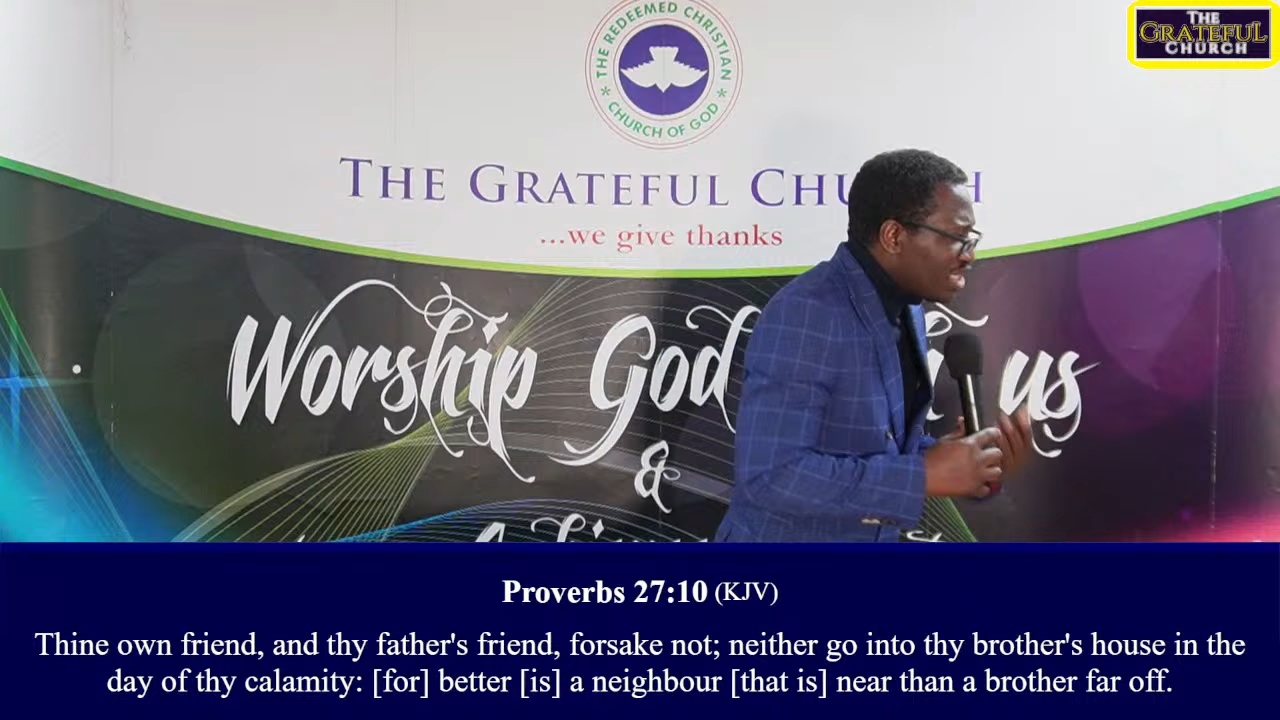 THE
GRATEFUL
CHURCH
THE REDEEMED CHRISTIAN
CHURCH OF GOD
THE GRATEFUL CHU H
...we give thanks
Worship God us
&
Proverbs 27:10 (KJV)
Thine own friend, and thy father's friend, forsake not; neither go into thy brother's house in the
day of thy calamity: [for] better [is] a neighbour [that is] near than a brother far off.